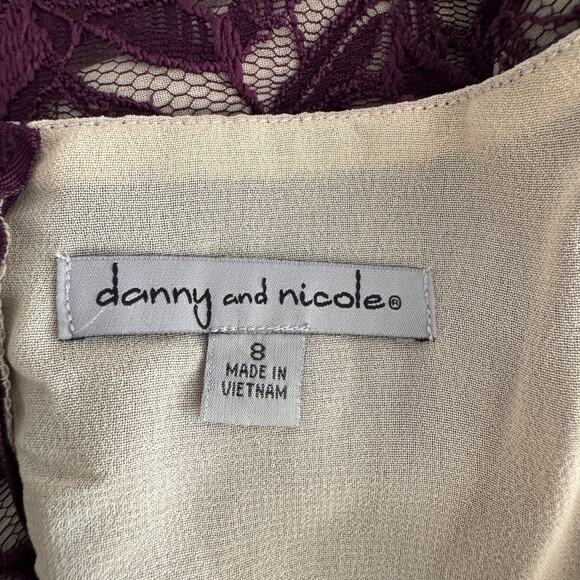 danny and nicole®
8
MADE IN
VIETNAM